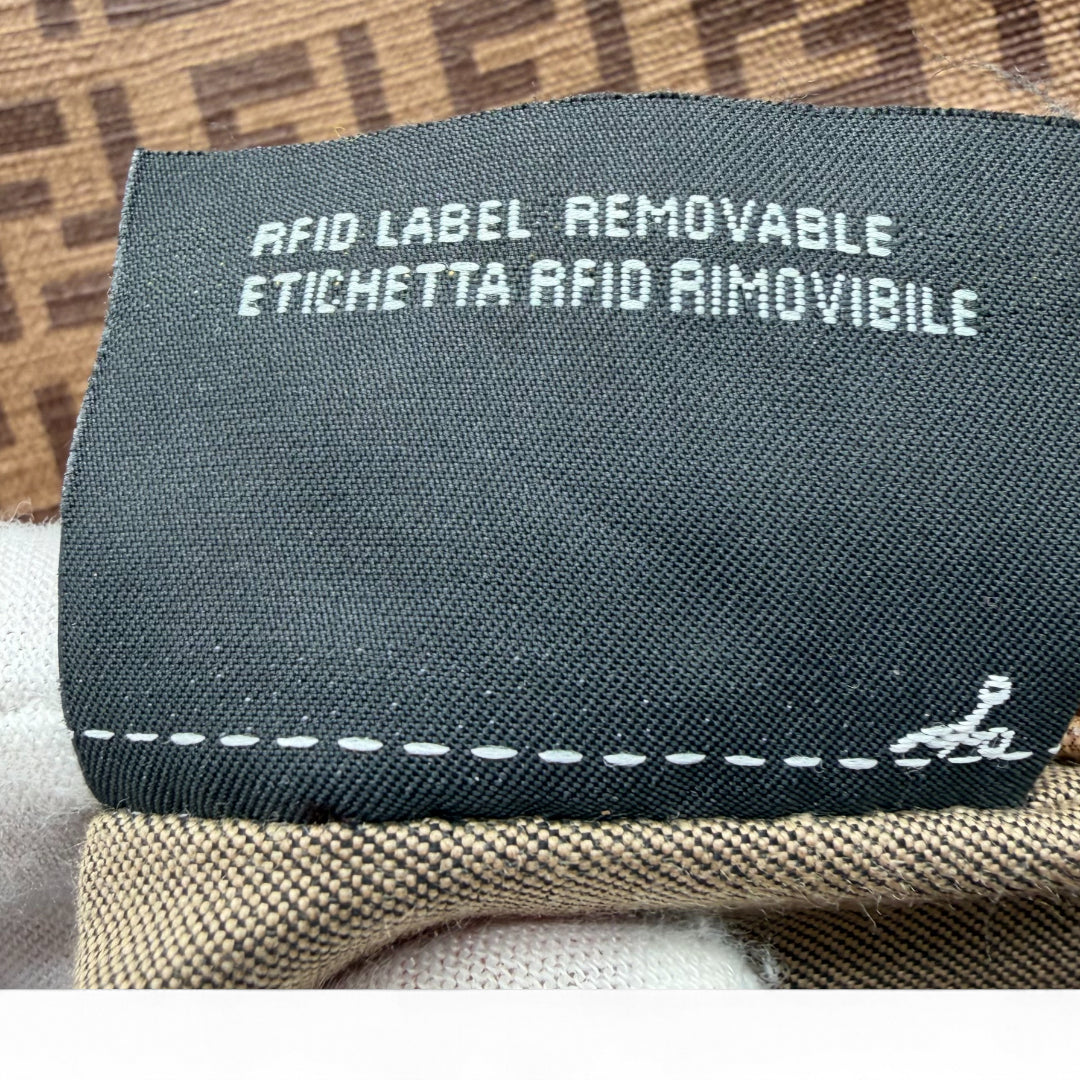 RFID LABEL REMOVABLE
ETICHETTA RFID RIMOVIBILE